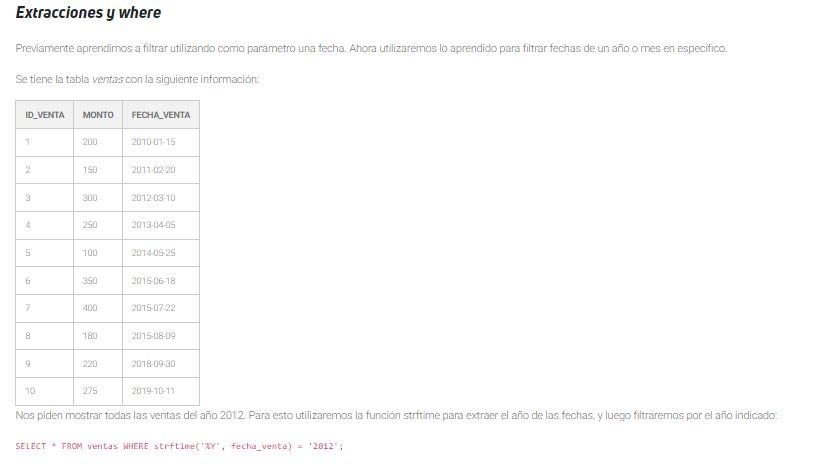 Extracciones y where
Previamente aprendimos a filtrar utilizando como parámetro una fecha. Ahora utilizaremos lo aprendido para filtrar fechas de un año o mes en específico.
Se tiene la tabla ventas con la siguiente información:
ID_VENTA MONTO FECHA_VENTA
1 200 2010-01-15
2 150 2011-02-20
3 300 2012-03-10
4 250 2013-04-05
5 100 2014-05-25
6 350 2015-06-18
7 400 2015-07-22
8 180 2015-08-09
9 220 2018-09-30
10 275 2019-10-11
Nos piden mostrar todas las ventas del año 2012. Para esto utilizaremos la función strftime para extraer el año de las fechas, y luego filtraremos por el año indicado:
SELECT * FROM ventas WHERE strftime('%Y', fecha_venta) = '2012';